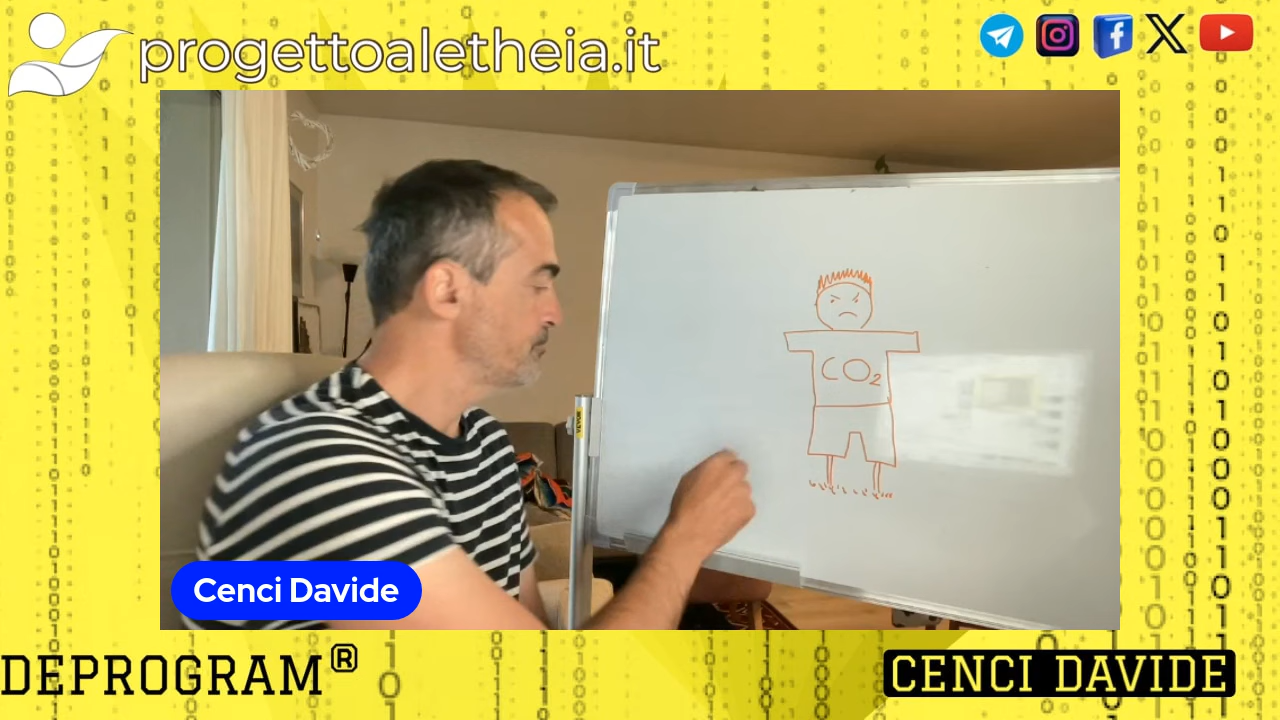 progettoaletheia.it
CO₂
Cenci Davide
DEPROGRAM®
CENCI DAVIDE